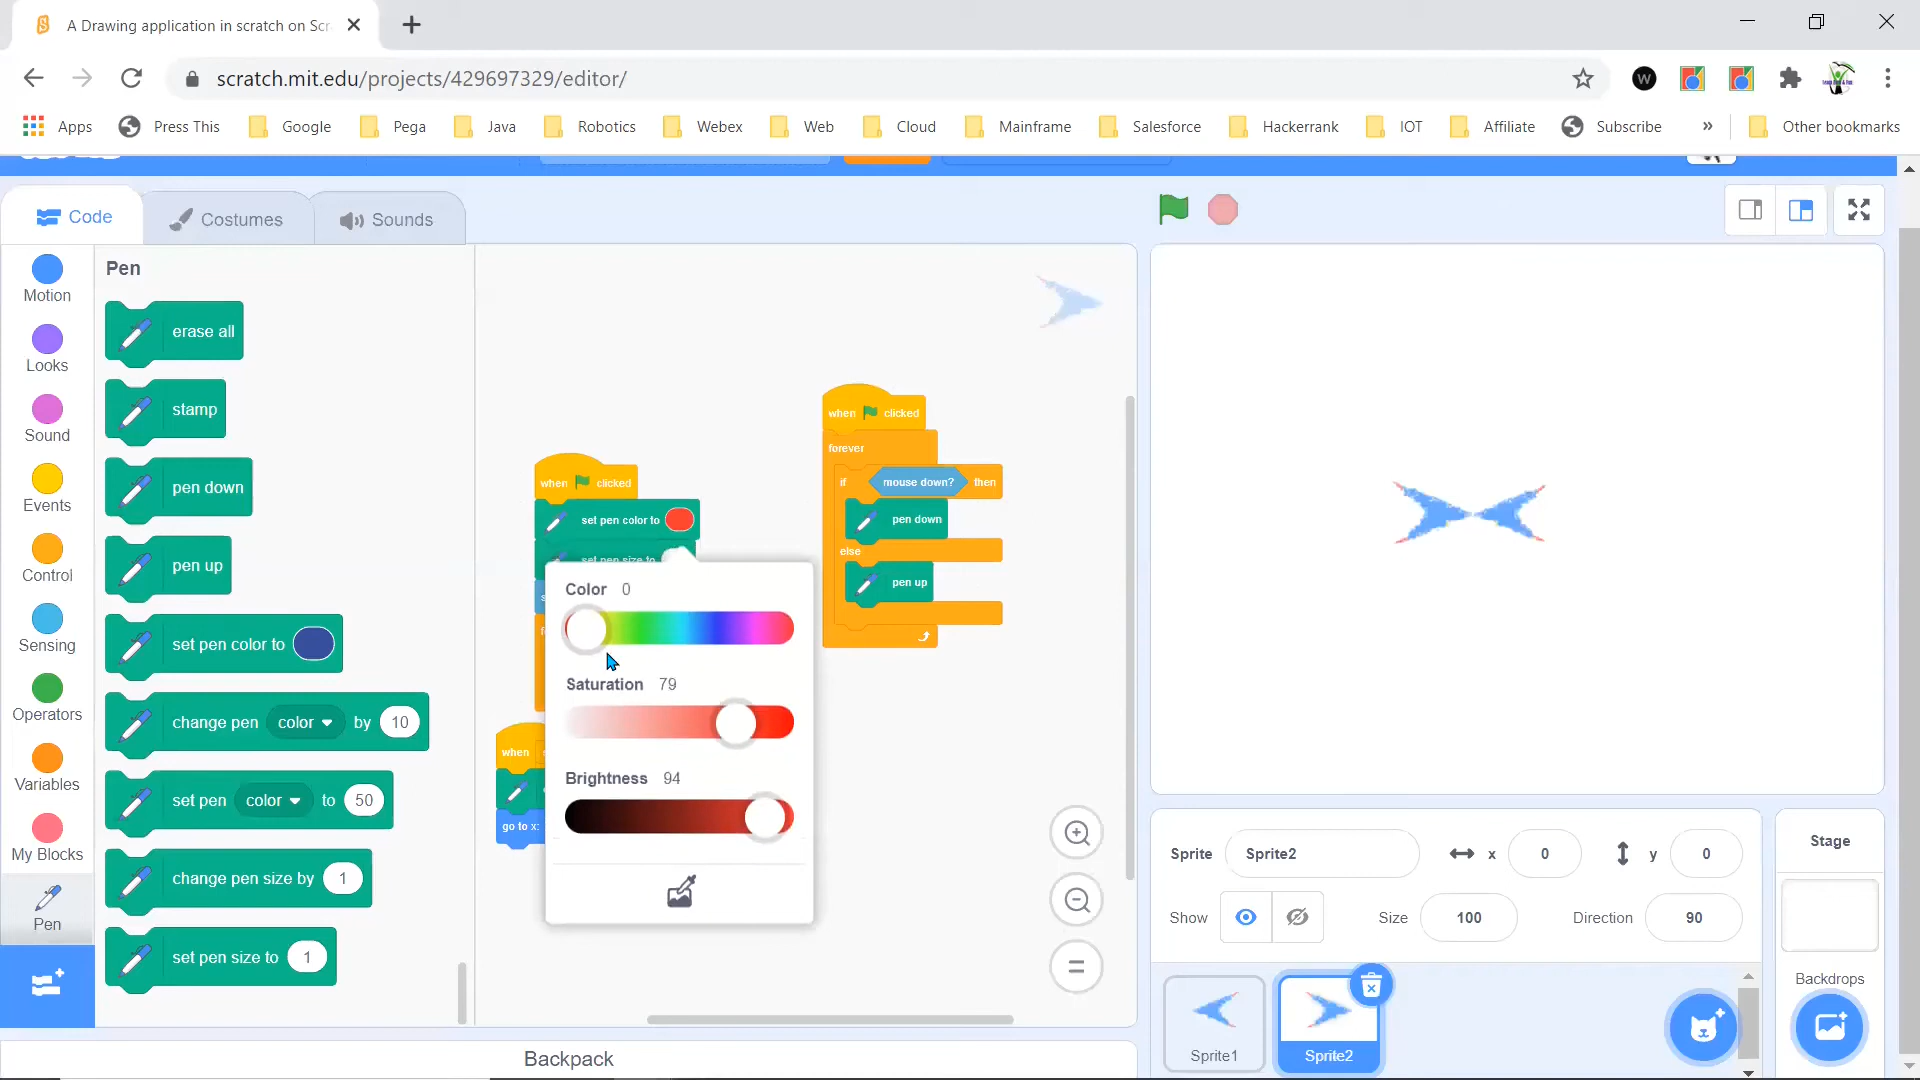 A Drawing application in scratch on Scr
scratch.mit.edu/projects/429697329/editor/
W
Apps
Press This
Google
Pega
Java
Robotics
Webex
Web
Cloud
Mainframe
Salesforce
Hackerrank
IOT
Affiliate
Subscribe
»
Other bookmarks
Code
Costumes
Sounds
Motion
Looks
Sound
Events
Control
Sensing
Operators
Variables
My Blocks
Pen
Pen
erase all
stamp
pen down
pen up
set pen color to
change pen color by 10
set pen color to 50
change pen size by 1
set pen size to 1
when clicked
set pen color to
set pen size to
when
go to x:
Color 0
Saturation 79
Brightness 94
when clicked
forever
if mouse down? then
pen down
else
pen up
Backpack
Sprite Sprite2 x 0 y 0
Show Size 100 Direction 90
Sprite1
Sprite2
Stage
Backdrops